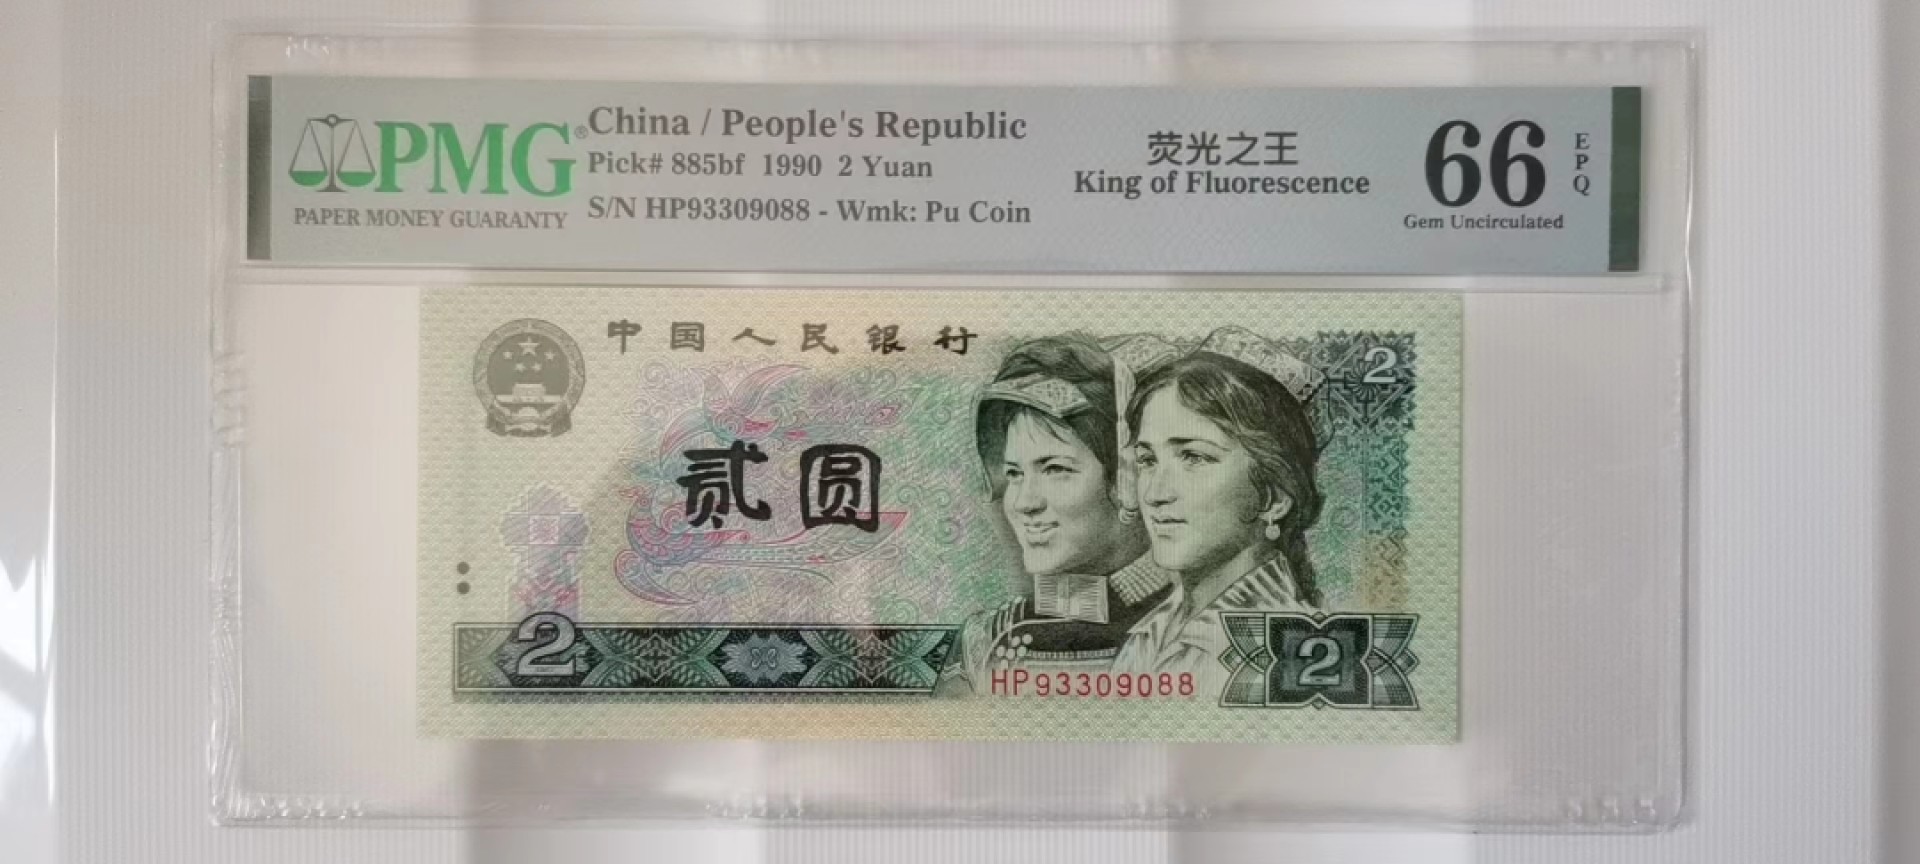 PMG®
PAPER MONEY GUARANTY
China / People's Republic
Pick# 885bf 1990 2 Yuan
S/N HP93309088 - Wmk: Pu Coin
荧光之王
King of Fluorescence
66
EPQ
Gem Uncirculated
中国人民银行
2
贰圆
2
HP93309088
2